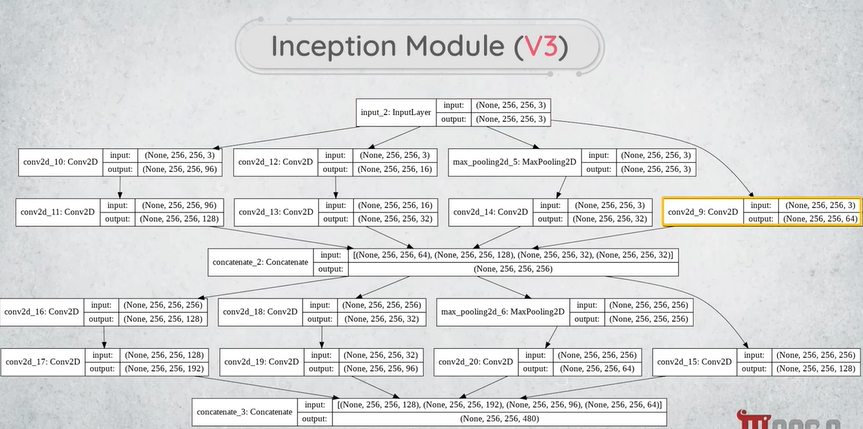 Inception Module (V3)
input_2: InputLayer
input: (None, 256, 256, 3)
output: (None, 256, 256, 3)
conv2d_10: Conv2D
input: (None, 256, 256, 3)
output: (None, 256, 256, 96)
conv2d_12: Conv2D
input: (None, 256, 256, 3)
output: (None, 256, 256, 16)
max_pooling2d_5: MaxPooling2D
input: (None, 256, 256, 3)
output: (None, 256, 256, 3)
conv2d_11: Conv2D
input: (None, 256, 256, 96)
output: (None, 256, 256, 128)
conv2d_13: Conv2D
input: (None, 256, 256, 16)
output: (None, 256, 256, 32)
conv2d_14: Conv2D
input: (None, 256, 256, 3)
output: (None, 256, 256, 32)
conv2d_9: Conv2D
input: (None, 256, 256, 3)
output: (None, 256, 256, 64)
concatenate_2: Concatenate
input: [(None, 256, 256, 64), (None, 256, 256, 128), (None, 256, 256, 32), (None, 256, 256, 32)]
output: (None, 256, 256, 256)
conv2d_16: Conv2D
input: (None, 256, 256, 256)
output: (None, 256, 256, 128)
conv2d_18: Conv2D
input: (None, 256, 256, 256)
output: (None, 256, 256, 32)
max_pooling2d_6: MaxPooling2D
input: (None, 256, 256, 256)
output: (None, 256, 256, 256)
conv2d_17: Conv2D
input: (None, 256, 256, 128)
output: (None, 256, 256, 192)
conv2d_19: Conv2D
input: (None, 256, 256, 32)
output: (None, 256, 256, 96)
conv2d_20: Conv2D
input: (None, 256, 256, 256)
output: (None, 256, 256, 64)
conv2d_15: Conv2D
input: (None, 256, 256, 256)
output: (None, 256, 256, 128)
concatenate_3: Concatenate
input: [(None, 256, 256, 128), (None, 256, 256, 192), (None, 256, 256, 96), (None, 256, 256, 64)]
output: (None, 256, 256, 480)